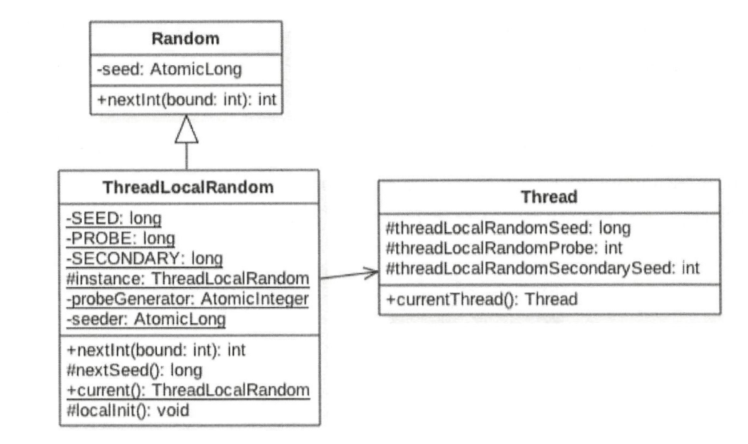 Random
-seed: AtomicLong
+nextInt(bound: int): int
ThreadLocalRandom
-SEED: long
-PROBE: long
-SECONDARY: long
#instance: ThreadLocalRandom
-probeGenerator: AtomicInteger
-seeder: AtomicLong
+nextInt(bound: int): int
#nextSeed(): long
+current(): ThreadLocalRandom
#localInit(): void
Thread
#threadLocalRandomSeed: long
#threadLocalRandomProbe: int
#threadLocalRandomSecondarySeed: int
+currentThread(): Thread